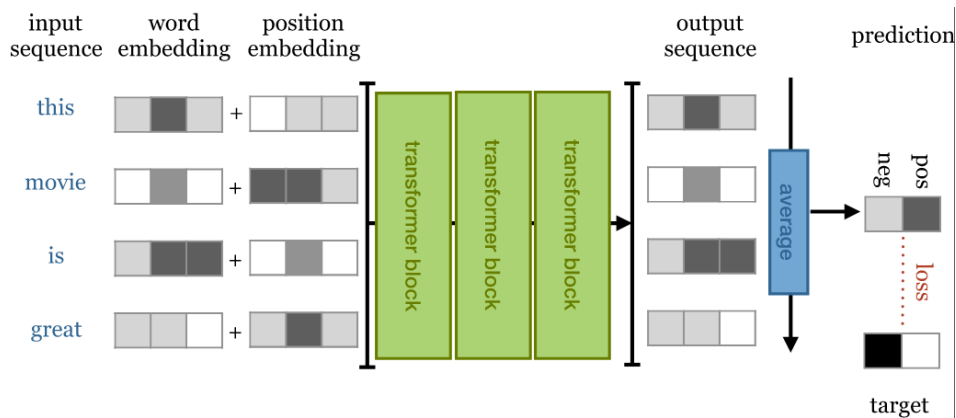 input
sequence
word
embedding
position
embedding
output
sequence
prediction
this
+
movie
+
is
+
great
+
transformer block
transformer block
transformer block
average
neg
pos
loss
target